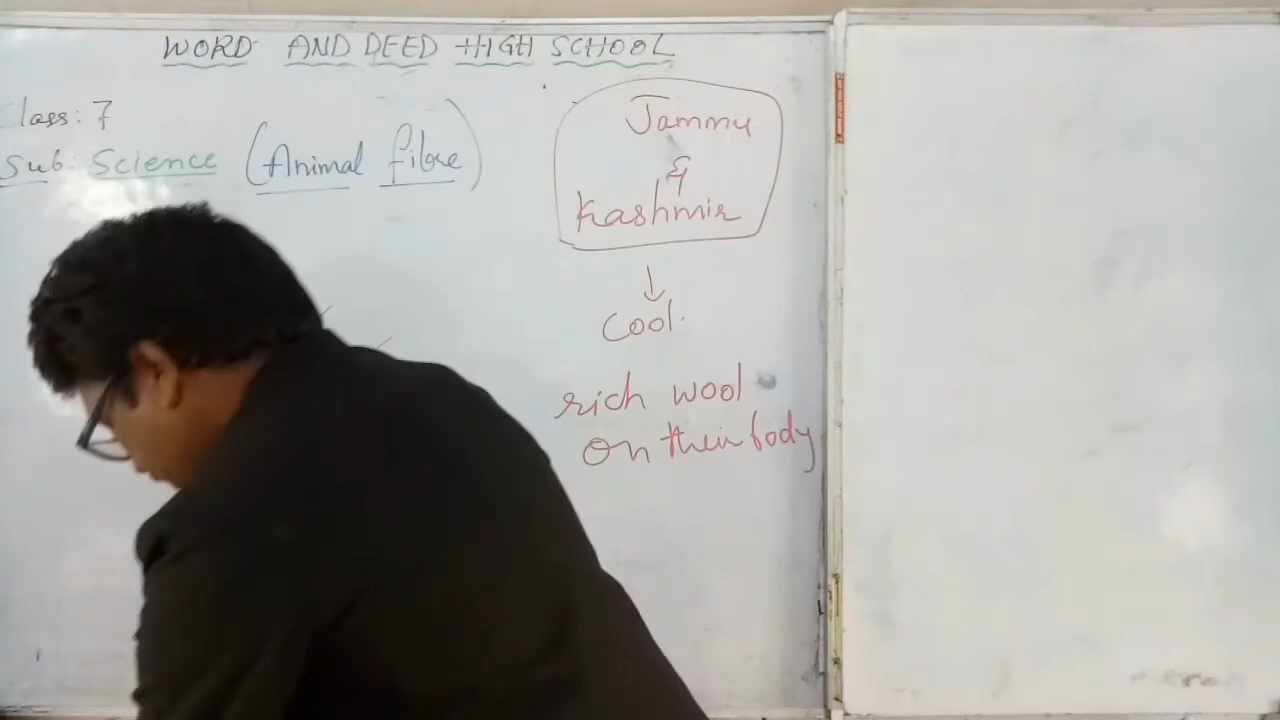 WORD AND DEED HIGH SCHOOL
Class: 7
Sub: Science (Animal fibre)
Jammu
&
Kashmir
↓
Cool.
rich wool
on their body